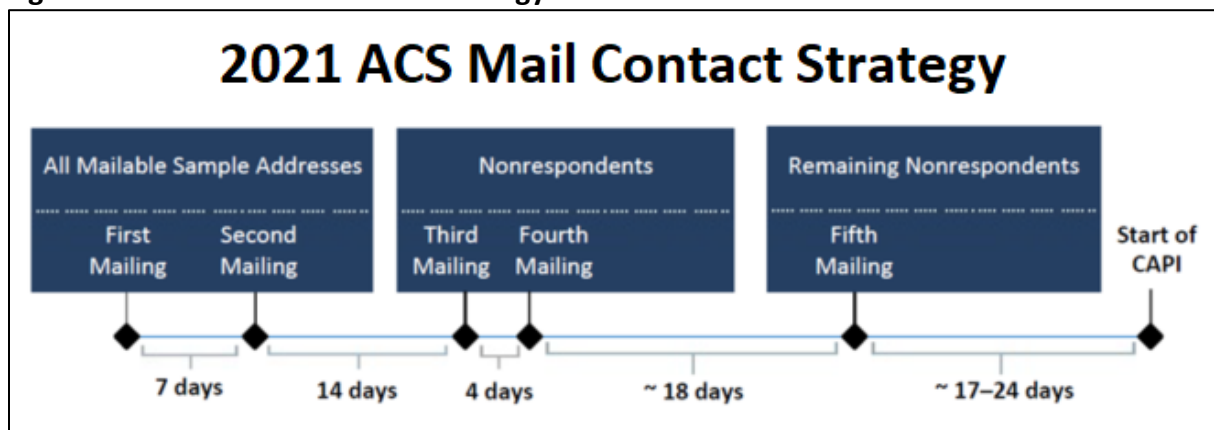 2021 ACS Mail Contact Strategy
All Mailable Sample Addresses
First
Mailing
Second
Mailing
Nonrespondents
Third
Mailing
Fourth
Mailing
Remaining Nonrespondents
Fifth
Mailing
Start of
CAPI
7 days
14 days
4 days
~ 18 days
~ 17–24 days